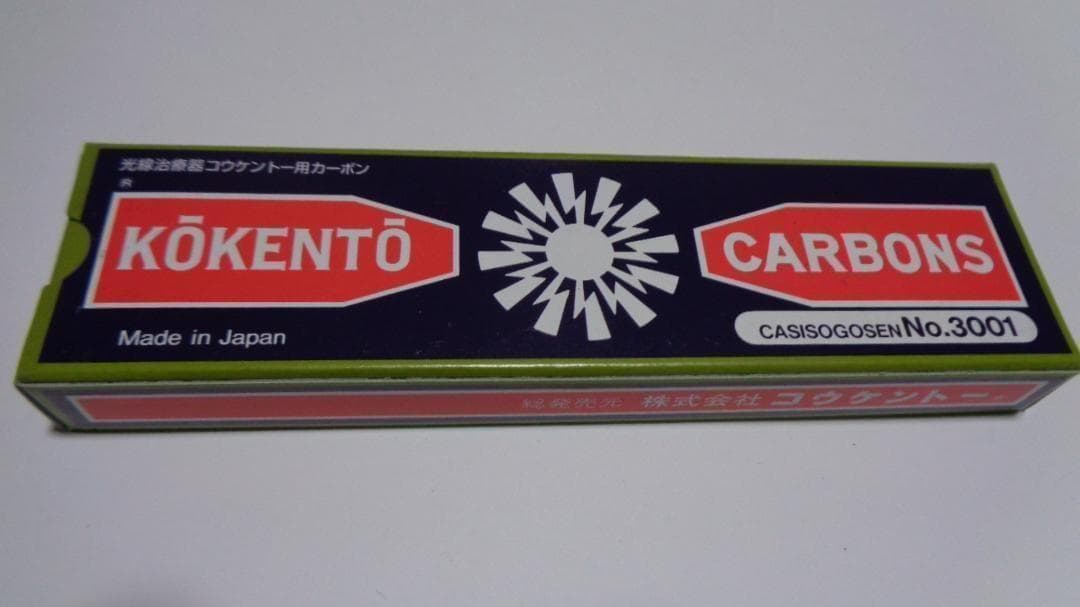 光線治療器コウケントー用カーボン
®
KŌKENTŌ
CARBONS
Made in Japan
CASISOGOSEN No.3001
総発売元 株式会社 コウケントー